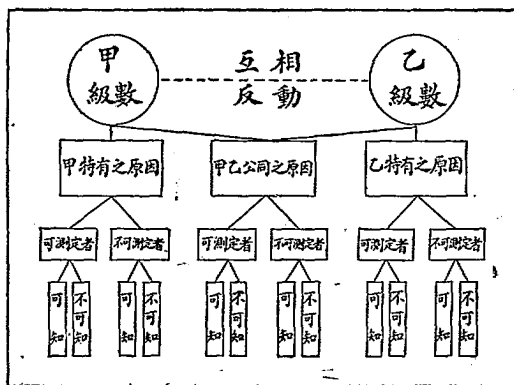 甲級數
互相反動
乙級數
甲特有之原因
甲乙公同之原因
乙特有之原因
可測定者
不可測定者
可測定者
不可測定者
可測定者
不可測定者
可知
不可知
可知
不可知
可知
不可知
可知
不可知
可知
不可知
可知
不可知